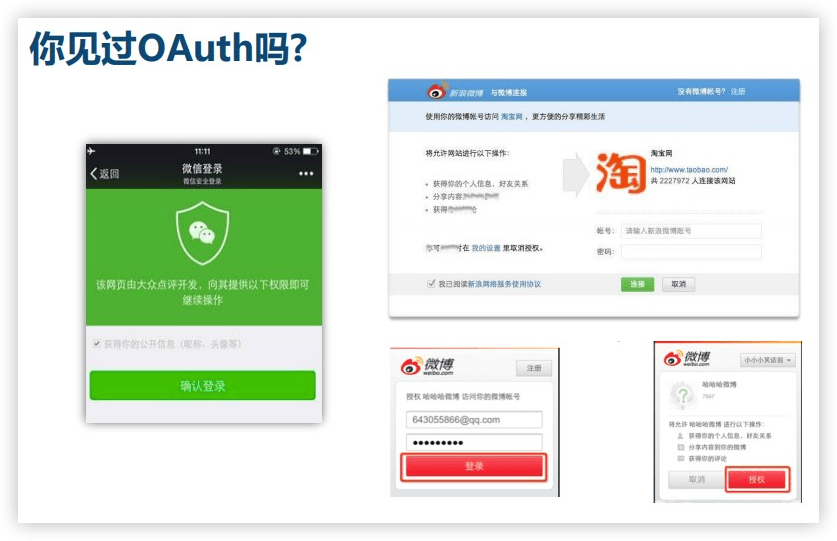 你见过OAuth吗?
11:11
53%
返回
微信登录
微信安全登录
该网页由大众点评开发，向其提供以下权限即可
继续操作
获得你的公开信息（昵称、头像等）
确认登录
新浪微博 与微博连接
没有微博帐号？ 注册
使用你的微博帐号访问 淘宝网 ，更方便的分享精彩生活
将允许网站进行以下操作:
获得你的个人信息、好友关系
分享内容
获得
在 我的设置 里取消授权。
淘
淘宝网
http://www.taobao.com/
共 2227972 人连接该网站
帐号: 请输入新浪微博帐号
密码:
我已阅读新浪网络服务使用协议
连接
取消
微博
weibo.com
注册
授权 哈哈哈微博 访问你的微博帐号
643055866@qq.com
登录
微博
weibo.com
小小小笑话前
哈哈哈微博
将允许 哈哈哈微博 进行以下操作:
获得你的个人信息、好友关系
分享内容到你的微博
获得你的评论
取消
授权